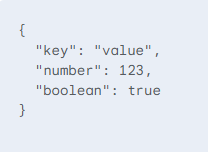 {
  "key": "value",
  "number": 123,
  "boolean": true
}